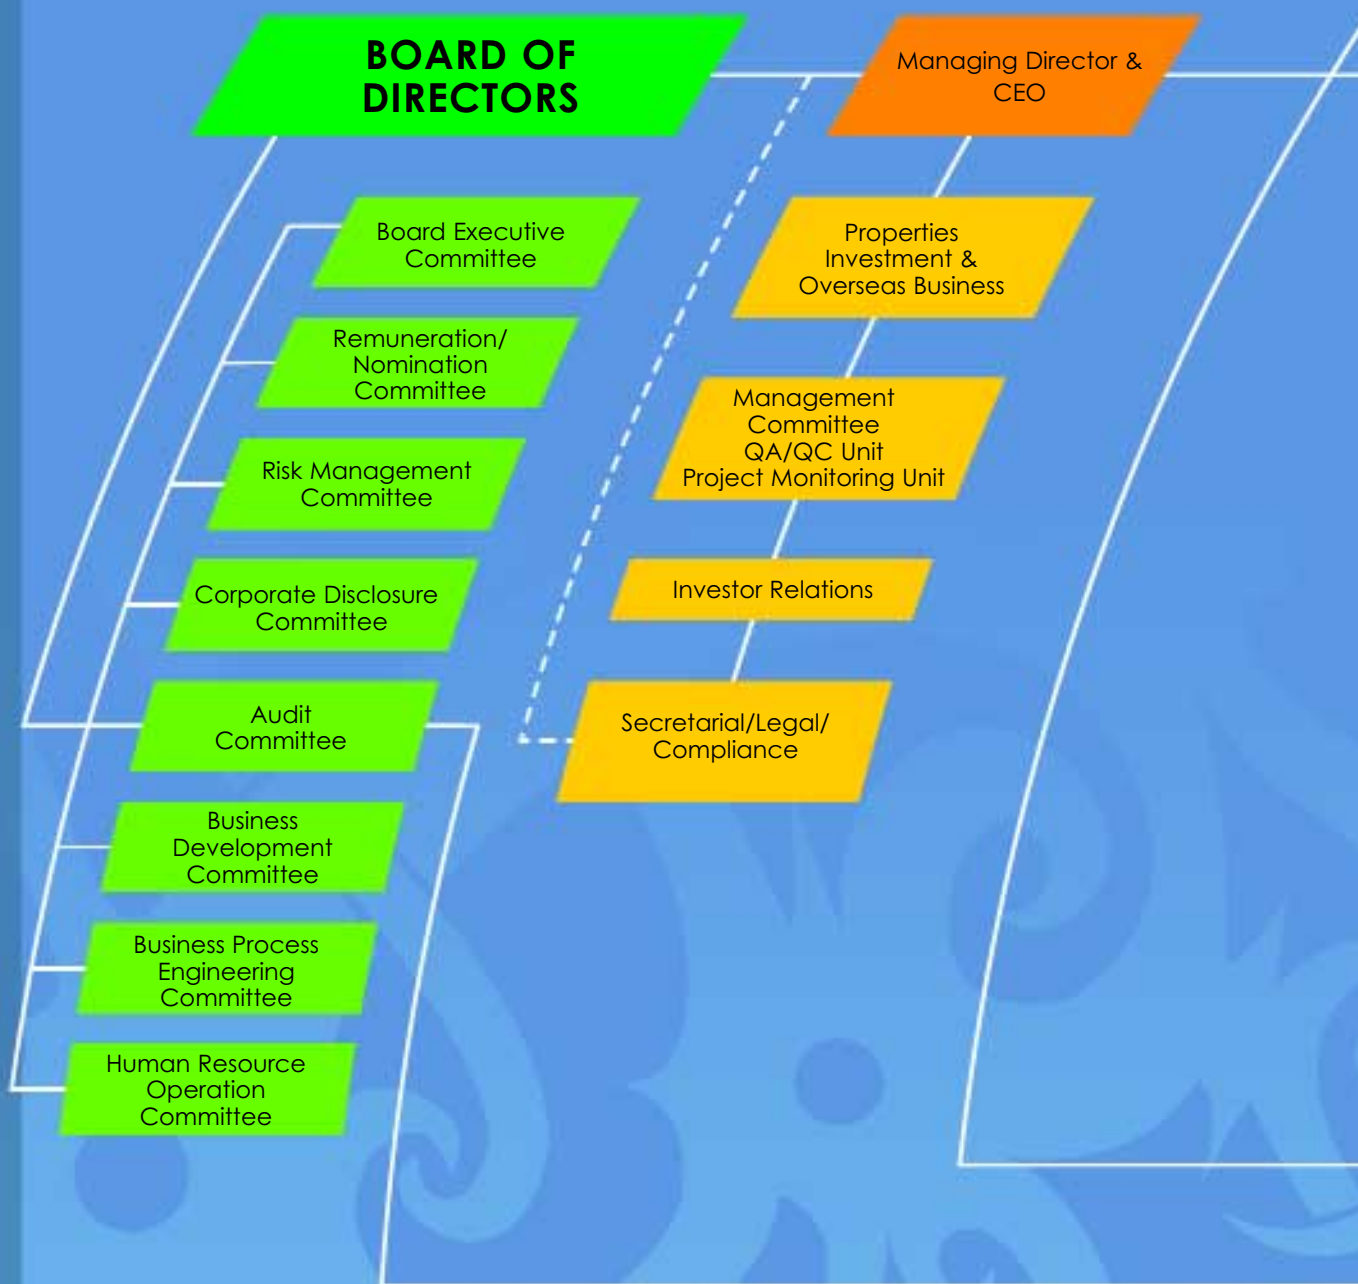 BOARD OF
DIRECTORS
Managing Director &
CEO
Board Executive
Committee
Remuneration/
Nomination
Committee
Risk Management
Committee
Corporate Disclosure
Committee
Audit
Committee
Business
Development
Committee
Business Process
Engineering
Committee
Human Resource
Operation
Committee
Properties
Investment &
Overseas Business
Management
Committee
QA/QC Unit
Project Monitoring Unit
Investor Relations
Secretarial/Legal/
Compliance